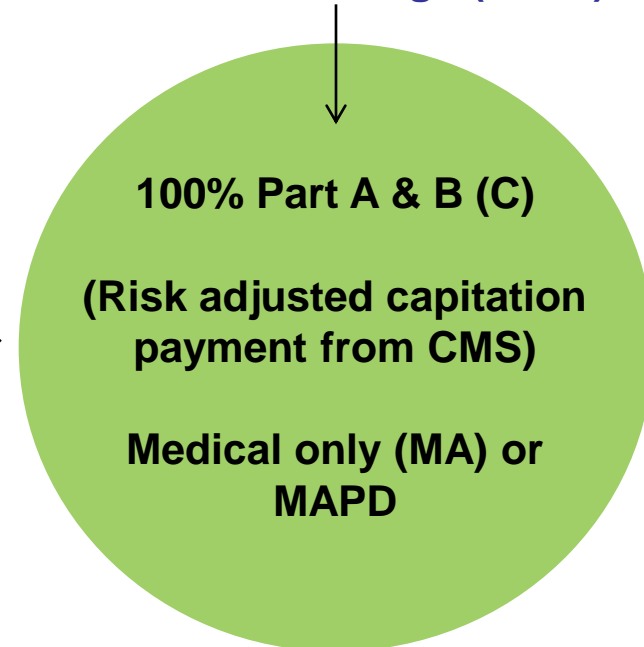 100% Part A & B (C)
(Risk adjusted capitation
payment from CMS)
Medical only (MA) or
MAPD